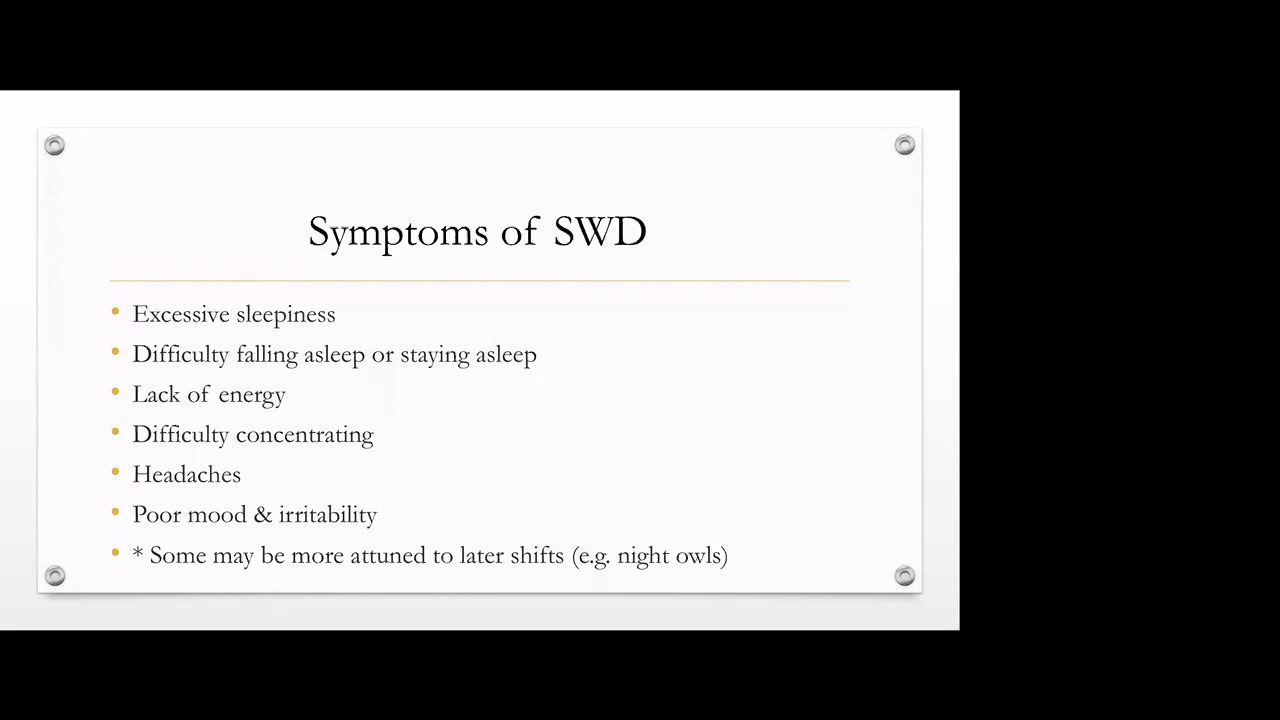 Symptoms of SWD
• Excessive sleepiness
• Difficulty falling asleep or staying asleep
• Lack of energy
• Difficulty concentrating
• Headaches
• Poor mood & irritability
• * Some may be more attuned to later shifts (e.g. night owls)